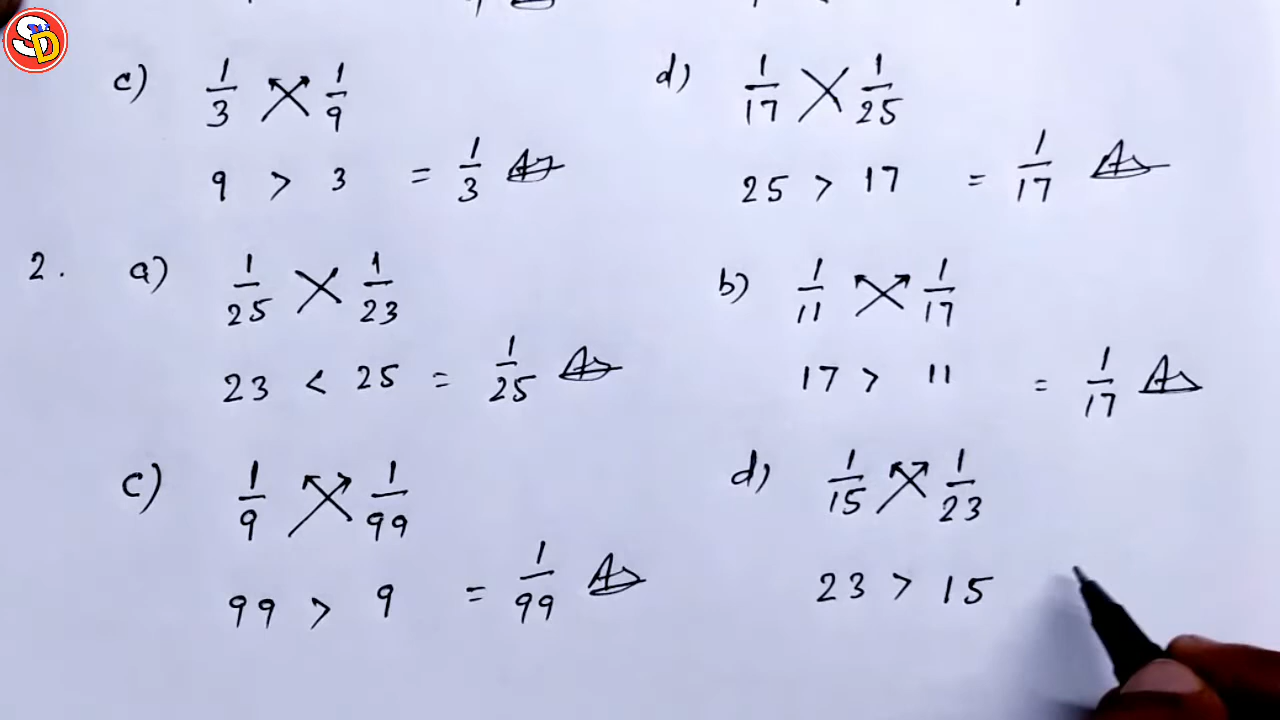 SD
c) 1/3 × 1/9
9 > 3 = 1/3 Ans
d) 1/17 × 1/25
25 > 17 = 1/17 Ans
2. a) 1/25 × 1/23
23 < 25 = 1/25 Ans
b) 1/11 × 1/17
17 > 11 = 1/17 Ans
c) 1/9 × 1/99
99 > 9 = 1/99 Ans
d) 1/15 × 1/23
23 > 15